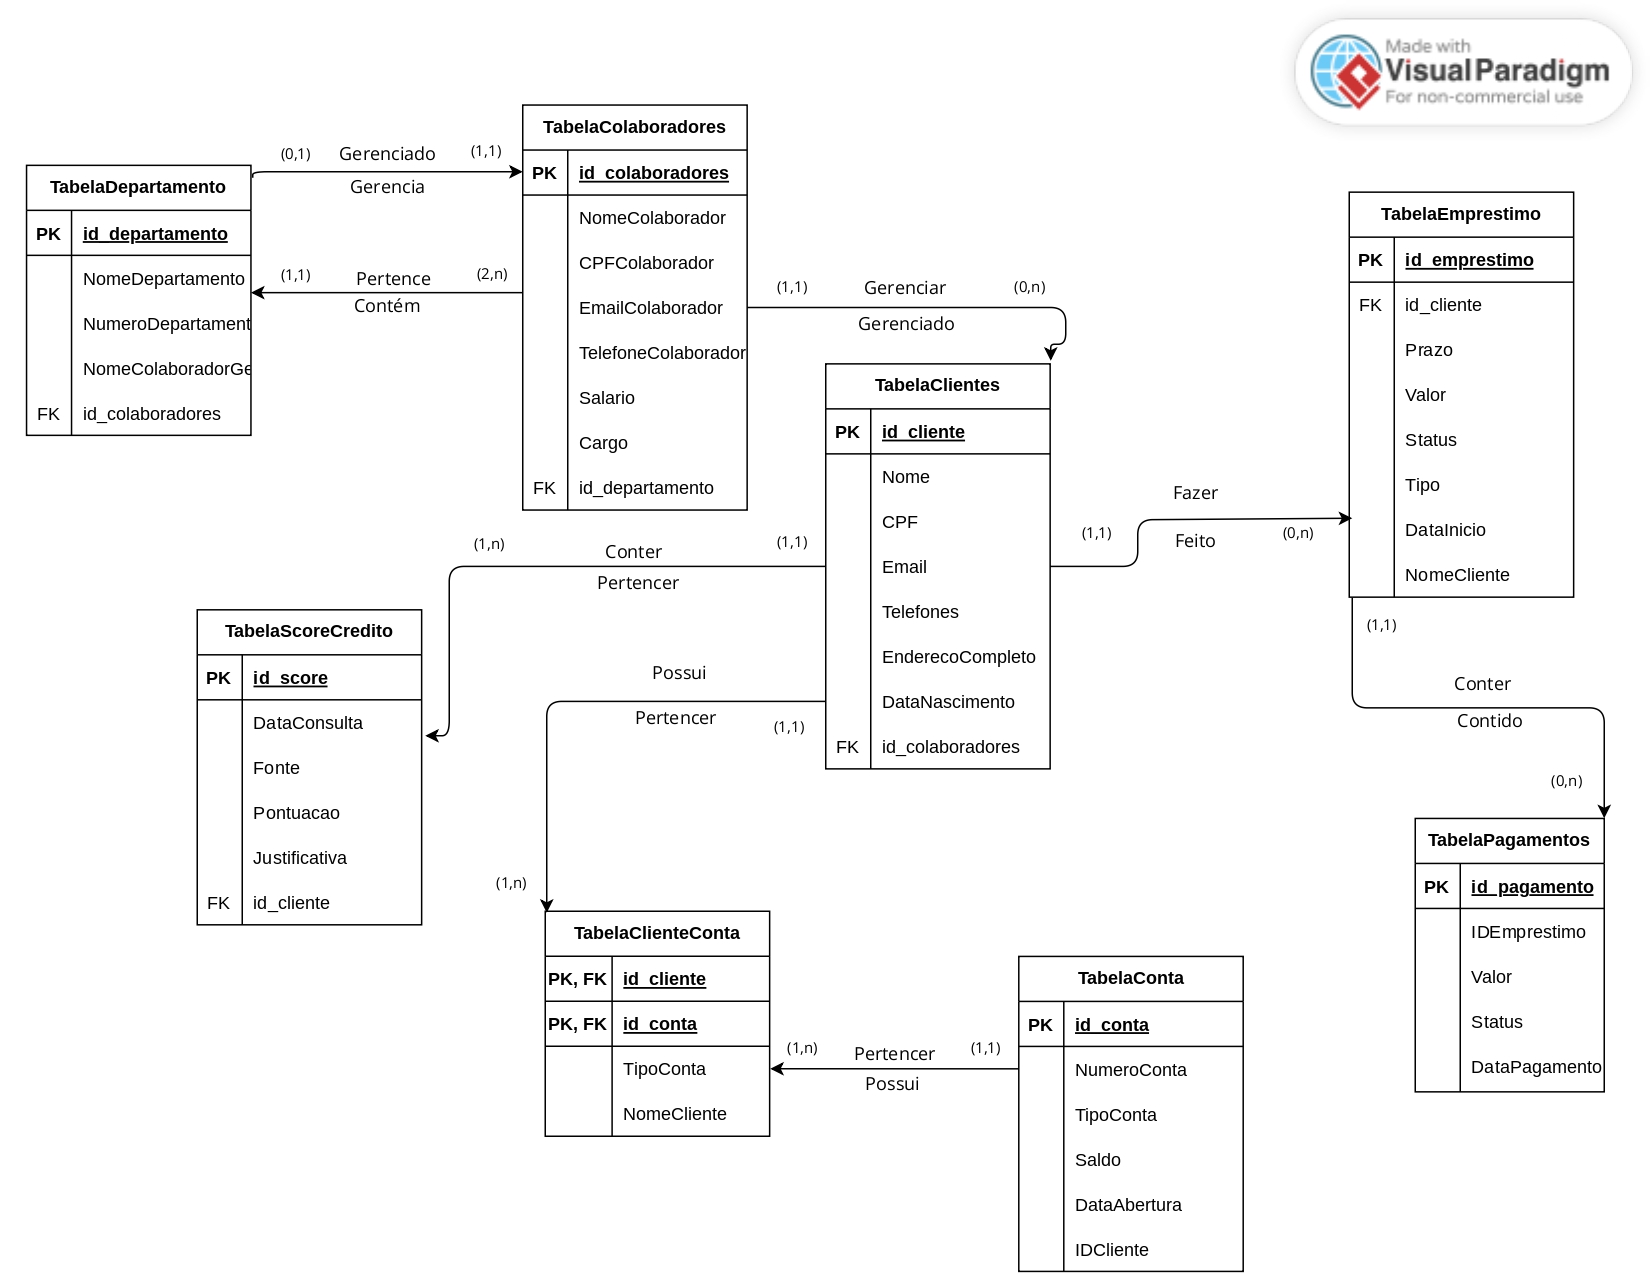 Made with
Visual Paradigm
For non-commercial use
TabelaDepartamento
PK id_departamento
NomeDepartamento
NumeroDepartament
NomeColaboradorGe
FK id_colaboradores
(0,1) Gerenciado (1,1)
Gerencia
(1,1) Pertence (2,n)
Contém
TabelaColaboradores
PK id_colaboradores
NomeColaborador
CPFColaborador
EmailColaborador
TelefoneColaborador
Salario
Cargo
FK id_departamento
(1,1) Gerenciar (0,n)
Gerenciado
TabelaClientes
PK id_cliente
Nome
CPF
Email
Telefones
EnderecoCompleto
DataNascimento
FK id_colaboradores
Fazer
(1,1) Feito (0,n)
TabelaEmprestimo
PK id_emprestimo
FK id_cliente
Prazo
Valor
Status
Tipo
DataInicio
NomeCliente
(1,1)
Conter
Contido
(0,n)
TabelaPagamentos
PK id_pagamento
IDEmprestimo
Valor
Status
DataPagamento
(1,n) Conter (1,1)
Pertencer
TabelaScoreCredito
PK id_score
DataConsulta
Fonte
Pontuacao
Justificativa
FK id_cliente
Possui
Pertencer (1,1)
(1,n)
TabelaClienteConta
PK, FK id_cliente
PK, FK id_conta
TipoConta
NomeCliente
(1,n) Pertencer (1,1)
Possui
TabelaConta
PK id_conta
NumeroConta
TipoConta
Saldo
DataAbertura
IDCliente